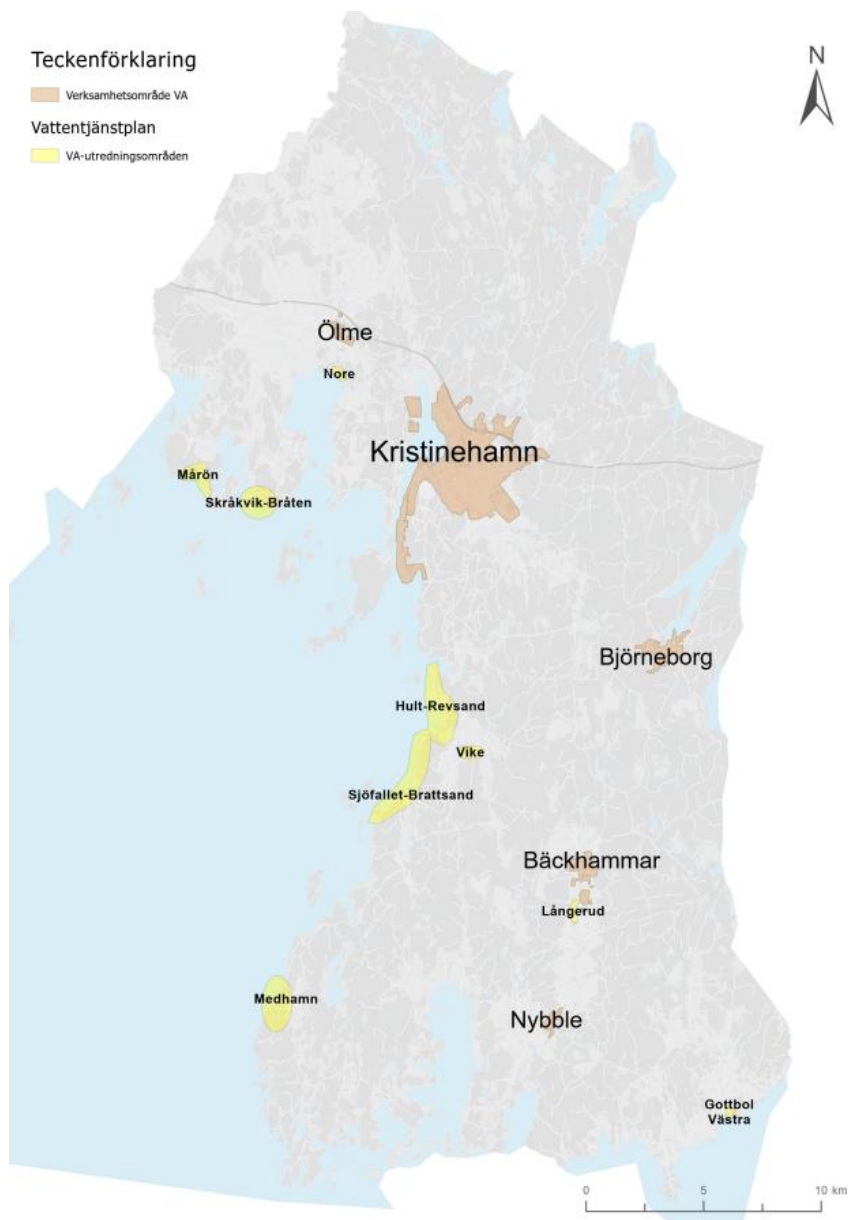 Teckenförklaring
Verksamhetsområde VA
Vattentjänstplan
VA-utredningsområden
N
Ölme
Nore
Kristinehamn
Mårön
Skråkvik-Bråten
Björneborg
Hult-Revsand
Vike
Sjöfallet-Brattsand
Bäckhammar
Långerud
Medhamn
Nybble
Gottbol
Västra
0 5 10 km